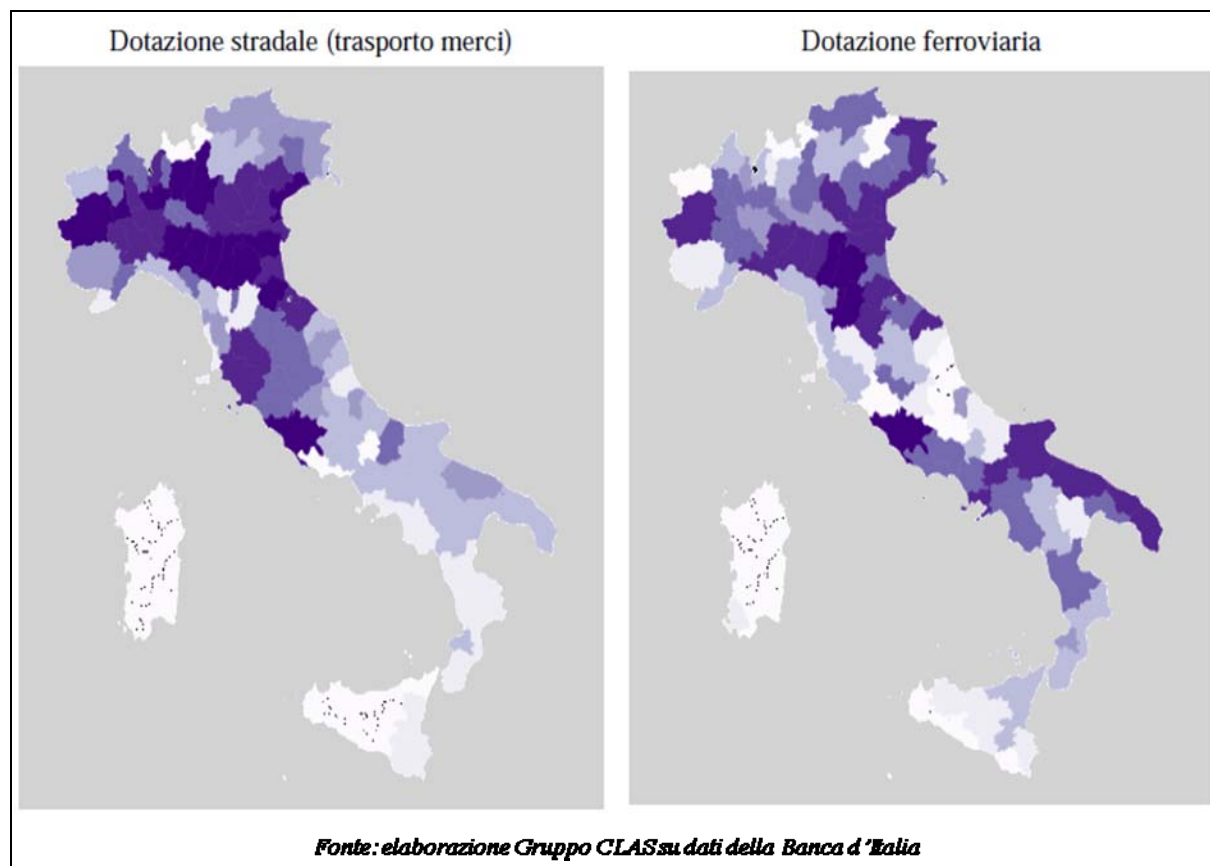 Dotazione stradale (trasporto merci)
Dotazione ferroviaria
Fonte: elaborazione Gruppo CLAS su dati della Banca d'Italia